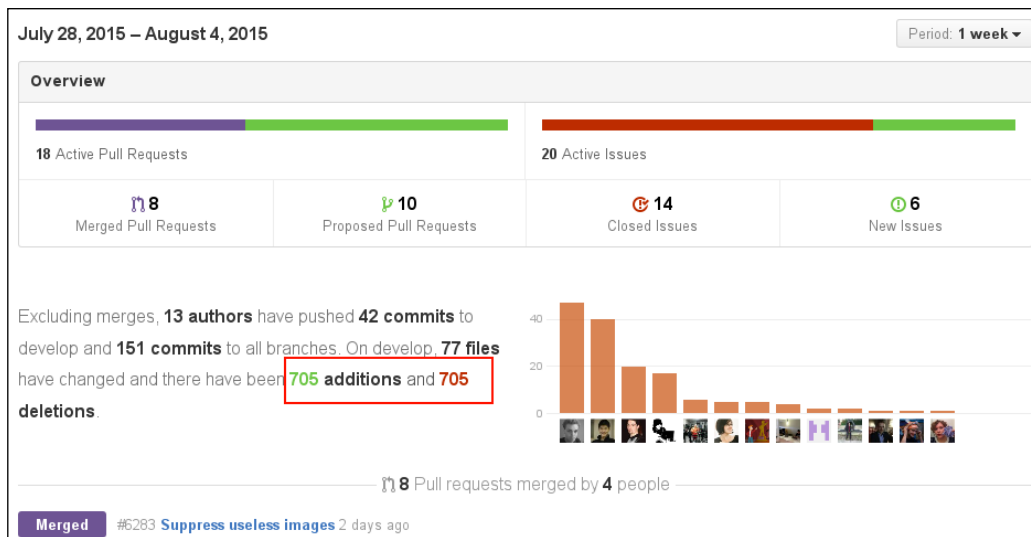 July 28, 2015 – August 4, 2015
Period: 1 week
Overview
18 Active Pull Requests
20 Active Issues
8
Merged Pull Requests
10
Proposed Pull Requests
14
Closed Issues
6
New Issues
Excluding merges, 13 authors have pushed 42 commits to
develop and 151 commits to all branches. On develop, 77 files
have changed and there have been 705 additions and 705
deletions.
40
20
0
8 Pull requests merged by 4 people
Merged #6283 Suppress useless images 2 days ago